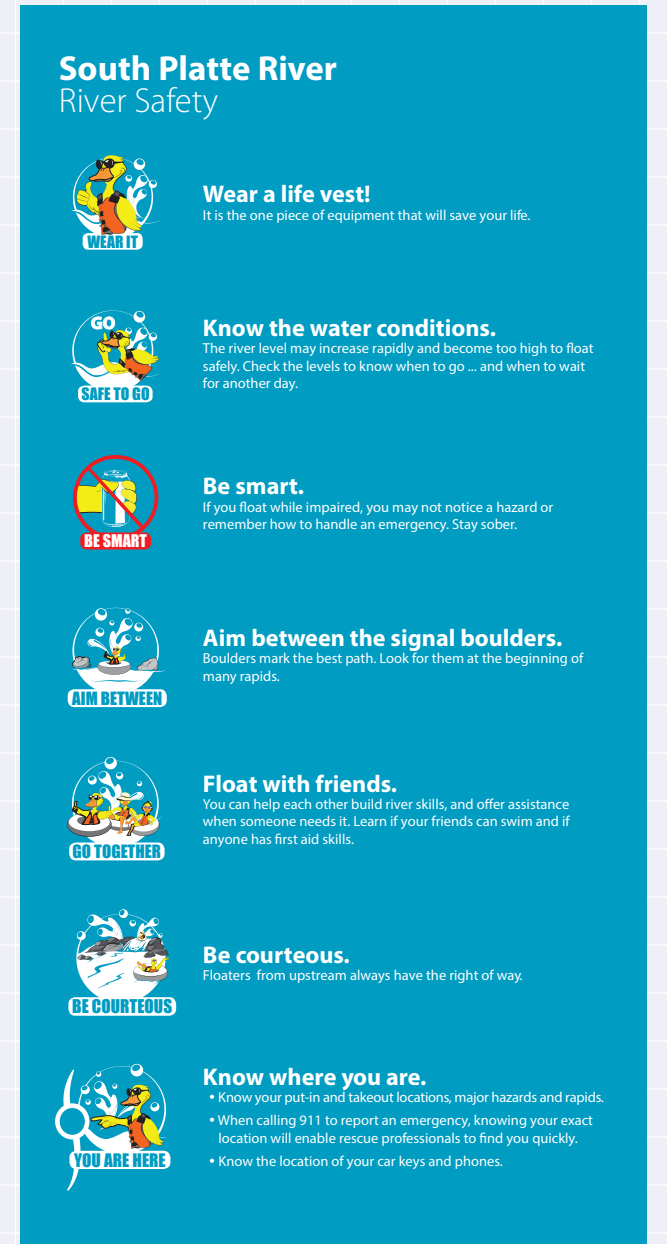 South Platte River
River Safety
WEAR IT
Wear a life vest!
It is the one piece of equipment that will save your life.
GO
SAFE TO GO
Know the water conditions.
The river level may increase rapidly and become too high to float
safely. Check the levels to know when to go ... and when to wait
for another day.
BE SMART
Be smart.
If you float while impaired, you may not notice a hazard or
remember how to handle an emergency. Stay sober.
AIM BETWEEN
Aim between the signal boulders.
Boulders mark the best path. Look for them at the beginning of
many rapids.
GO TOGETHER
Float with friends.
You can help each other build river skills, and offer assistance
when someone needs it. Learn if your friends can swim and if
anyone has first aid skills.
BE COURTEOUS
Be courteous.
Floaters from upstream always have the right of way.
YOU ARE HERE
Know where you are.
• Know your put-in and takeout locations, major hazards and rapids.
• When calling 911 to report an emergency, knowing your exact
location will enable rescue professionals to find you quickly.
• Know the location of your car keys and phones.